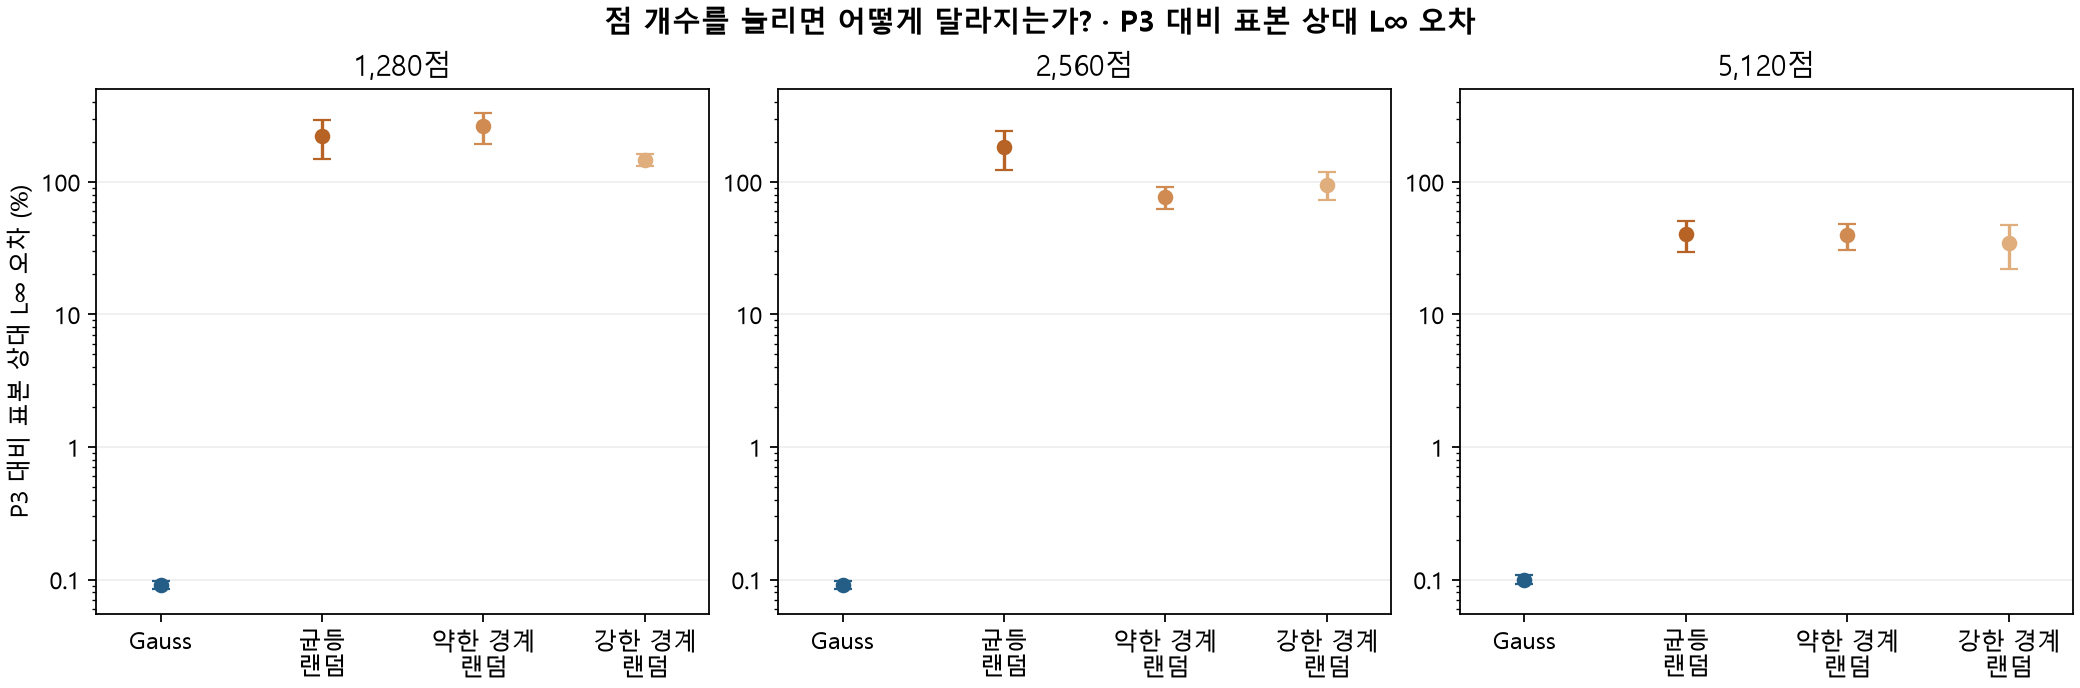 점 개수를 늘리면 어떻게 달라지는가? · P3 대비 표본 상대 L∞ 오차
P3 대비 표본 상대 L∞ 오차 (%)
1,280점
100
10
1
0.1
Gauss
균등
랜덤
약한 경계
랜덤
강한 경계
랜덤
2,560점
100
10
1
0.1
Gauss
균등
랜덤
약한 경계
랜덤
강한 경계
랜덤
5,120점
100
10
1
0.1
Gauss
균등
랜덤
약한 경계
랜덤
강한 경계
랜덤